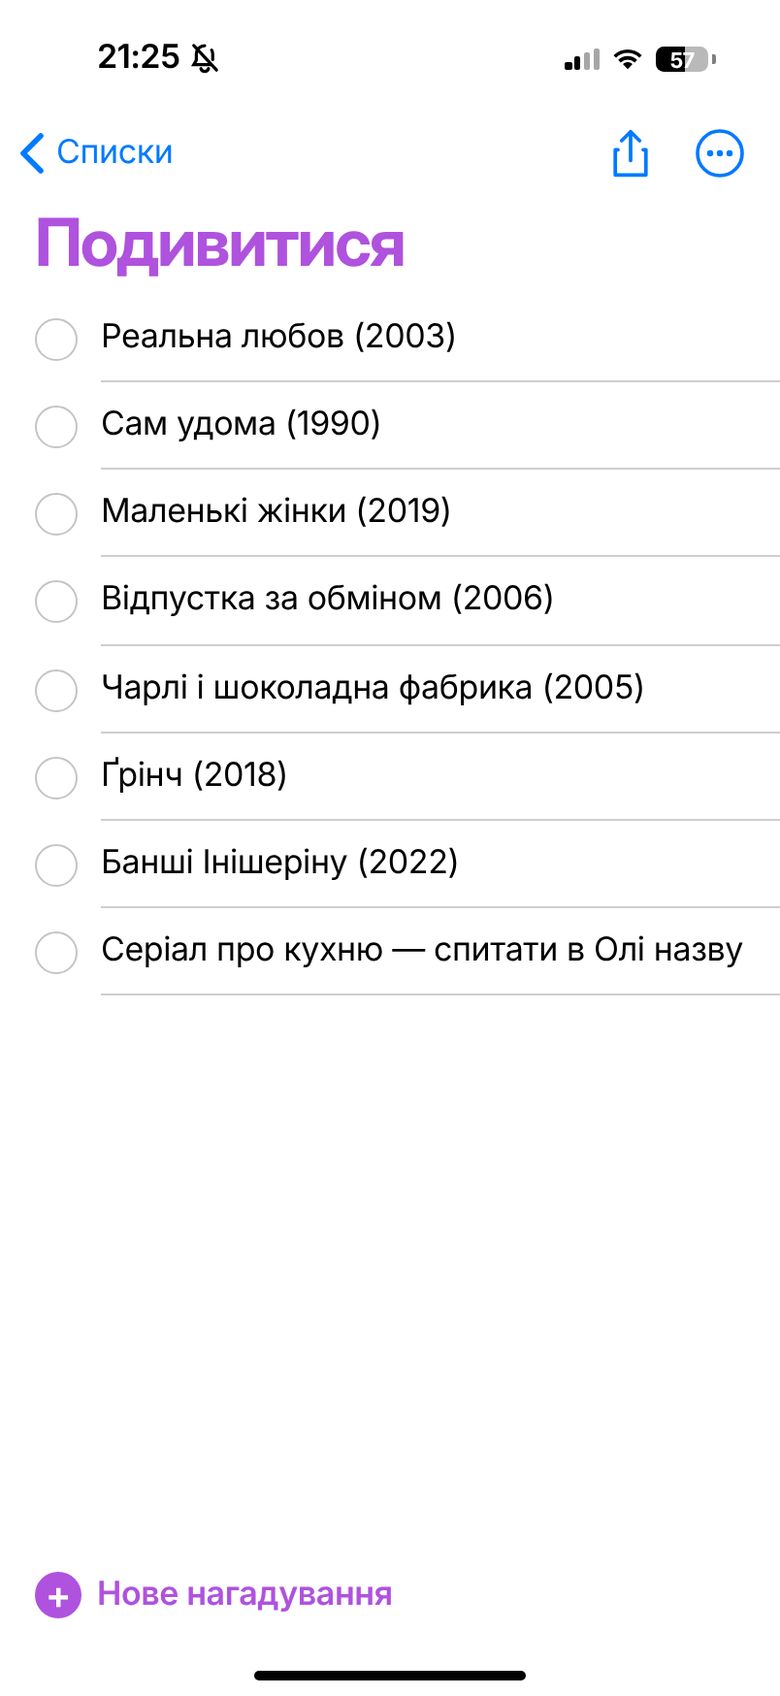 21:25
57
Списки
Подивитися
Реальна любов (2003)
Сам удома (1990)
Маленькі жінки (2019)
Відпустка за обміном (2006)
Чарлі і шоколадна фабрика (2005)
Ґрінч (2018)
Банші Інішеріну (2022)
Серіал про кухню — спитати в Олі назву
Нове нагадування